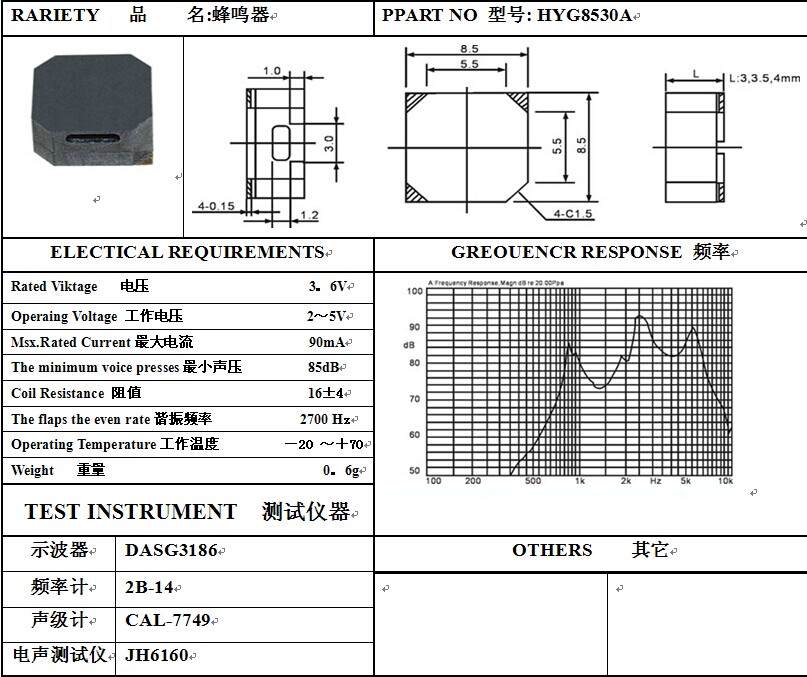 RARIETY 品 名:蜂鸣器
PPART NO 型号: HYG8530A
1.0
3.0
4-0.15
1.2
8.5
5.5
5.5
8.5
4-C1.5
L
L:3,3.5,4mm
ELECTICAL REQUIREMENTS
GREOUENCR RESPONSE 频率
Rated Viktage 电压 3。6V
Operaing Voltage 工作电压 2～5V
Msx.Rated Current 最大电流 90mA
The minimum voice presses 最小声压 85dB
Coil Resistance 阻值 16±4
The flaps the even rate 谐振频率 2700 Hz
Operating Temperature 工作温度 －20 ～＋70
Weight 重量 0。6g
A Frequency Response,Magn dB re 20.00Ppa
100
90
dB
80
70
60
50
100 200 500 1k 2k Hz 5k 10k
TEST INSTRUMENT 测试仪器
示波器 DASG3186
频率计 2B-14
声级计 CAL-7749
电声测试仪 JH6160
OTHERS 其它